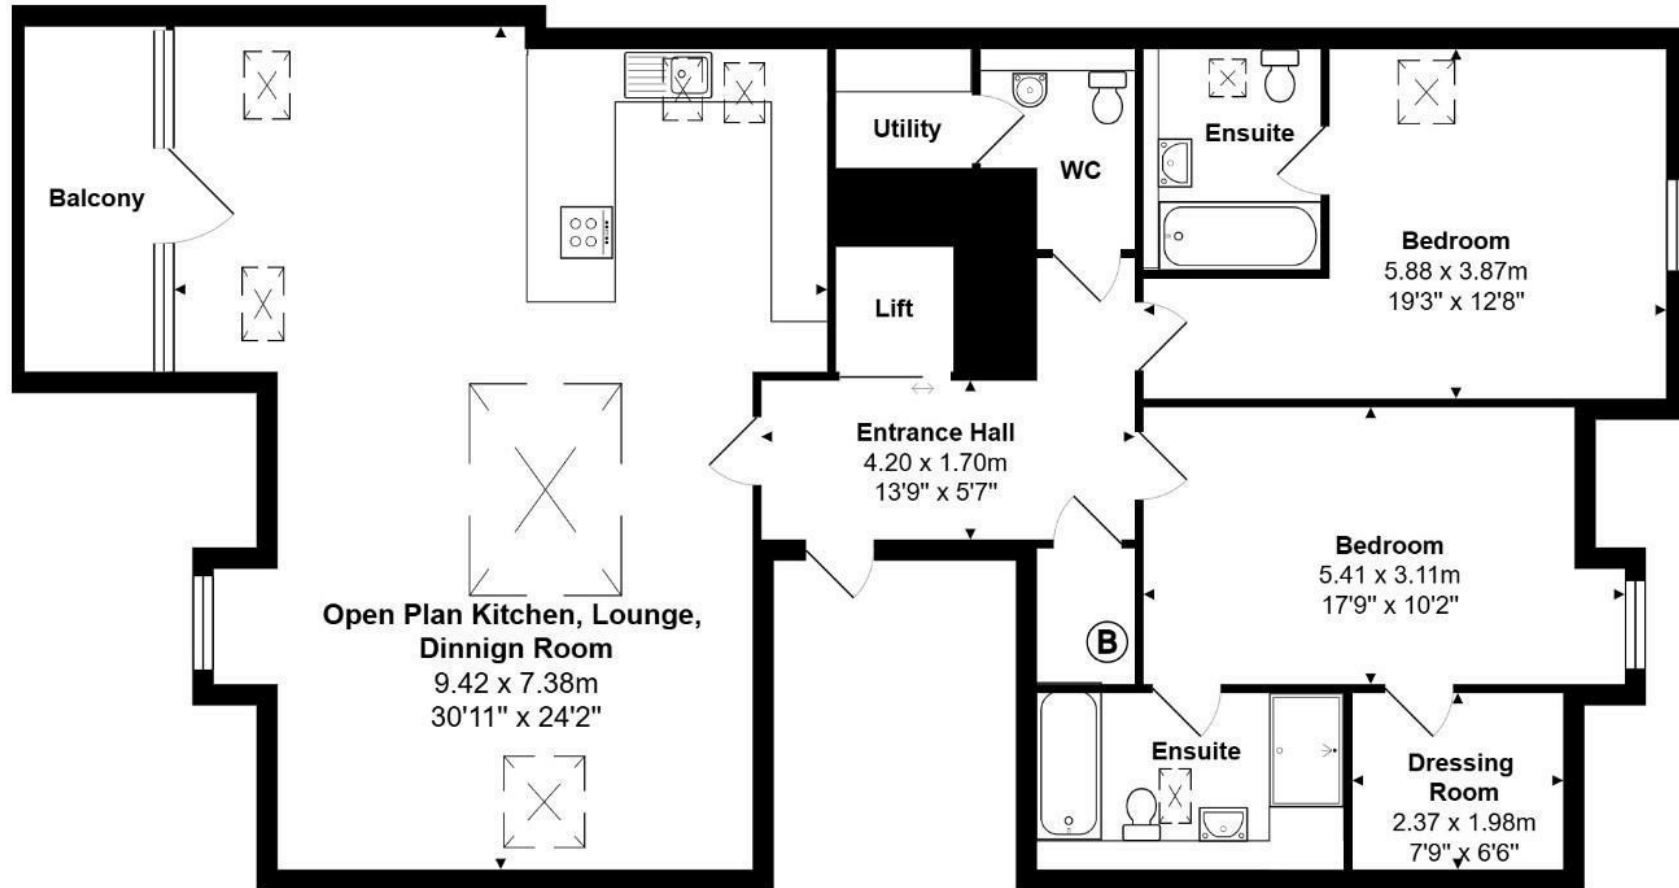 Balcony
Utility
WC
Ensuite
Bedroom
5.88 x 3.87m
19'3" x 12'8"
Lift
Entrance Hall
4.20 x 1.70m
13'9" x 5'7"
Bedroom
5.41 x 3.11m
17'9" x 10'2"
Open Plan Kitchen, Lounge,
Dinnign Room
9.42 x 7.38m
30'11" x 24'2"
B
Ensuite
Dressing
Room
2.37 x 1.98m
7'9" x 6'6"